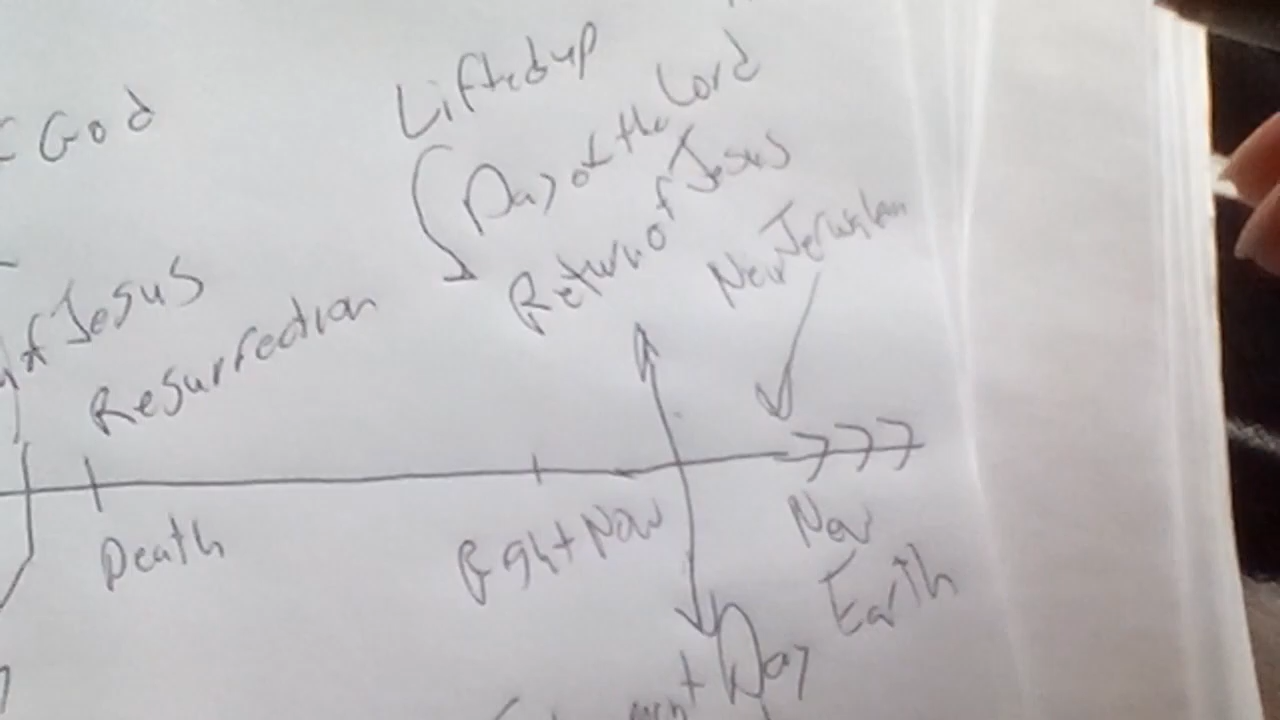 God
Lifted up
Day of the Lord
Return of Jesus
New Jerusalem
of Jesus
Resurrection
Death
Right Now
New
Earth
Day